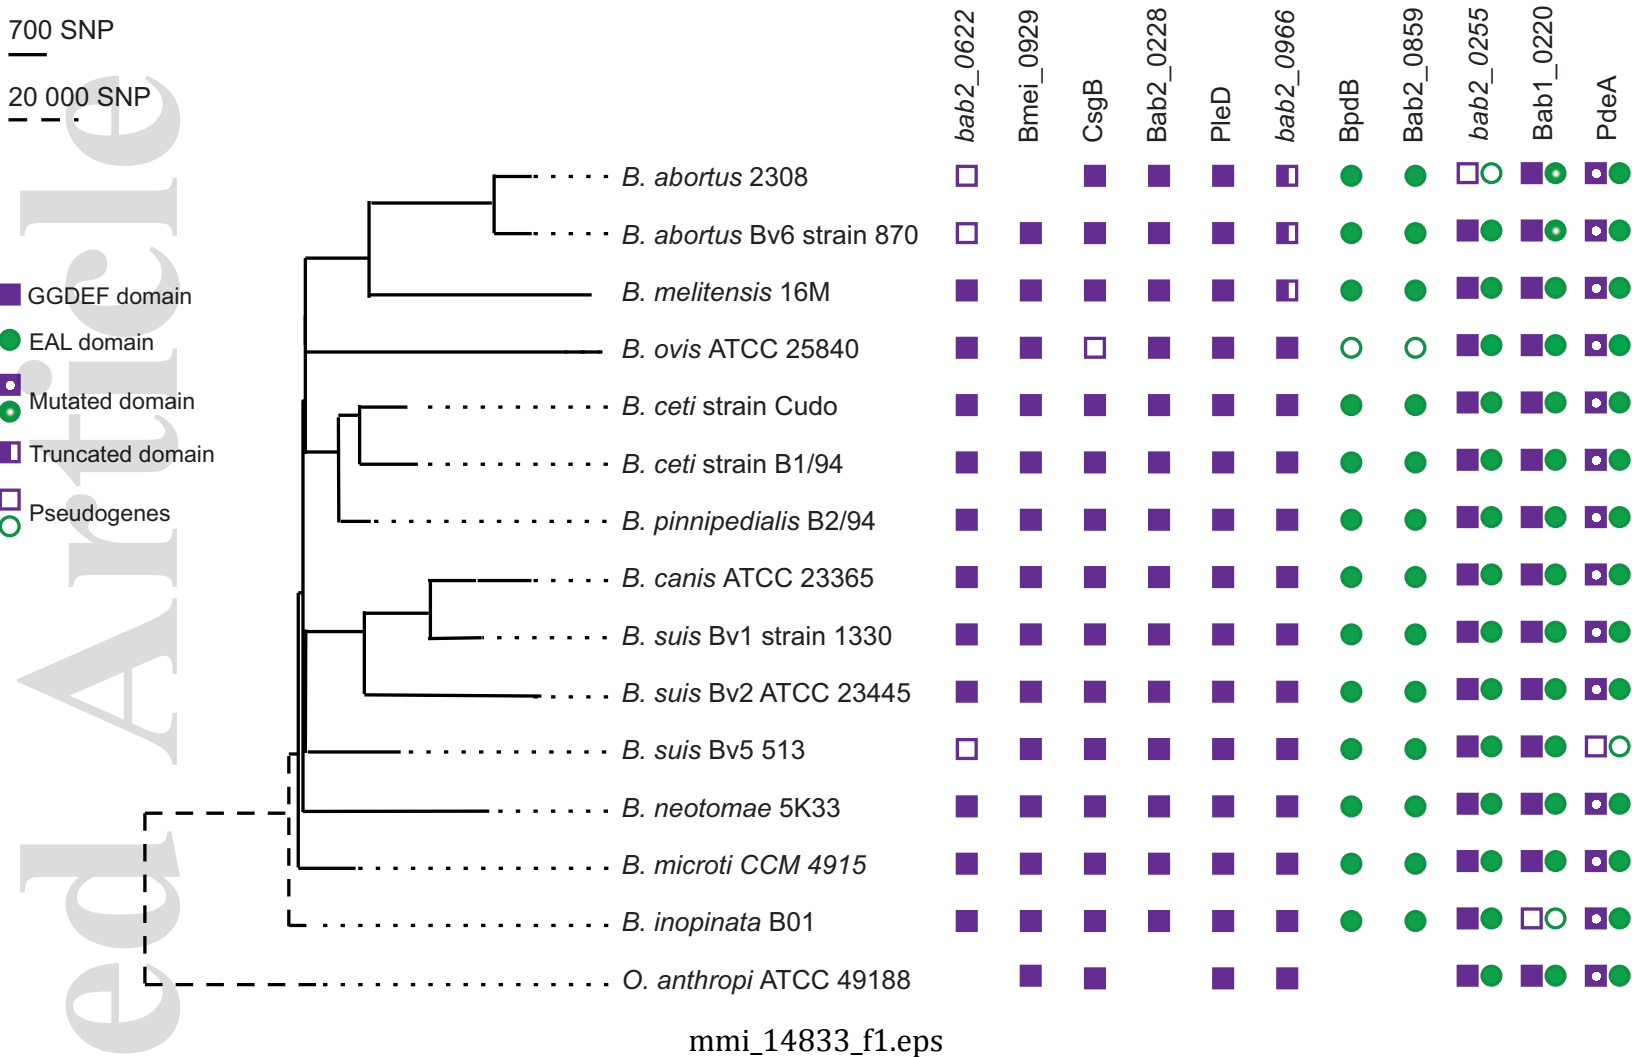 700 SNP
20 000 SNP
bab2_0622
Bmei_0929
CsgB
Bab2_0228
PleD
bab2_0966
BpdB
Bab2_0859
bab2_0255
Bab1_0220
PdeA
GGDEF domain
EAL domain
Mutated domain
Truncated domain
Pseudogenes
B. abortus 2308
B. abortus Bv6 strain 870
B. melitensis 16M
B. ovis ATCC 25840
B. ceti strain Cudo
B. ceti strain B1/94
B. pinnipedialis B2/94
B. canis ATCC 23365
B. suis Bv1 strain 1330
B. suis Bv2 ATCC 23445
B. suis Bv5 513
B. neotomae 5K33
B. microti CCM 4915
B. inopinata B01
O. anthropi ATCC 49188
ed Article
mmi_14833_f1.eps